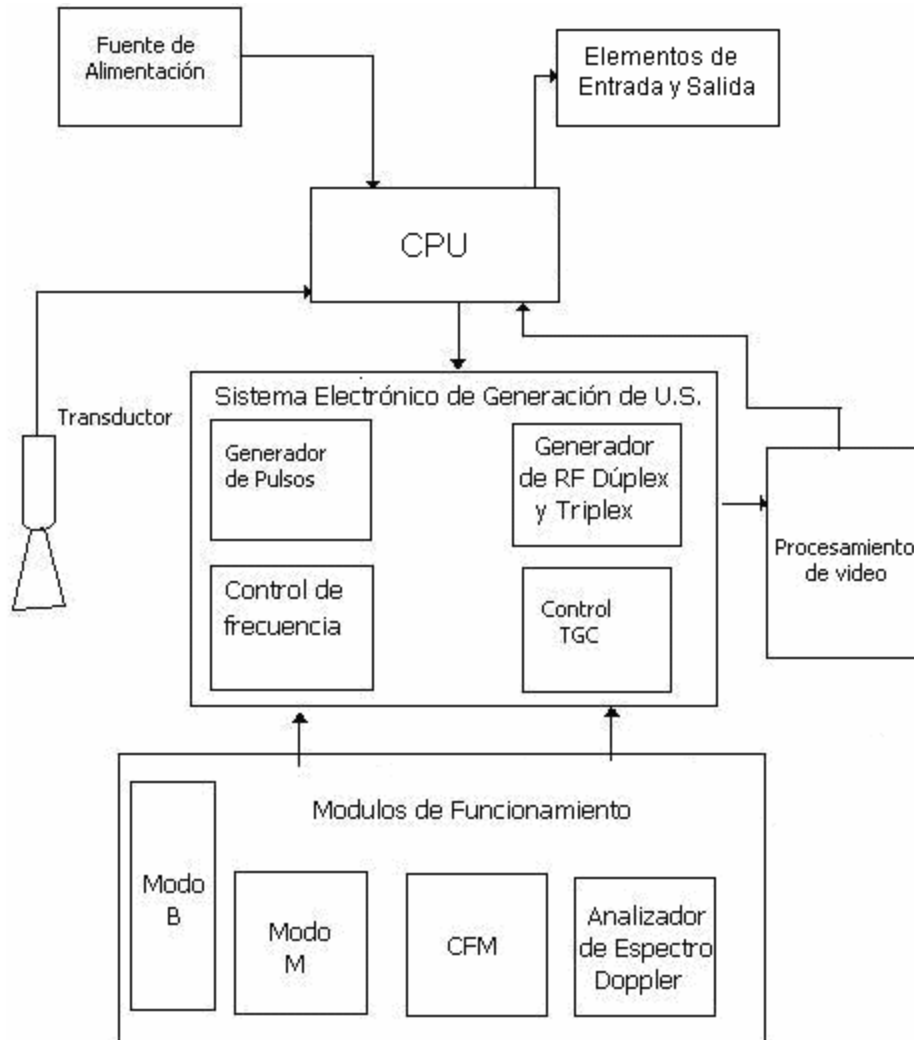 Fuente de
Alimentación
Elementos de
Entrada y Salida
CPU
Transductor
Sistema Electrónico de Generación de U.S.
Generador
de Pulsos
Generador
de RF Dúplex
y Triplex
Control de
frecuencia
Control
TGC
Procesamiento
de video
Modulos de Funcionamiento
Modo
B
Modo
M
CFM
Analizador
de Espectro
Doppler